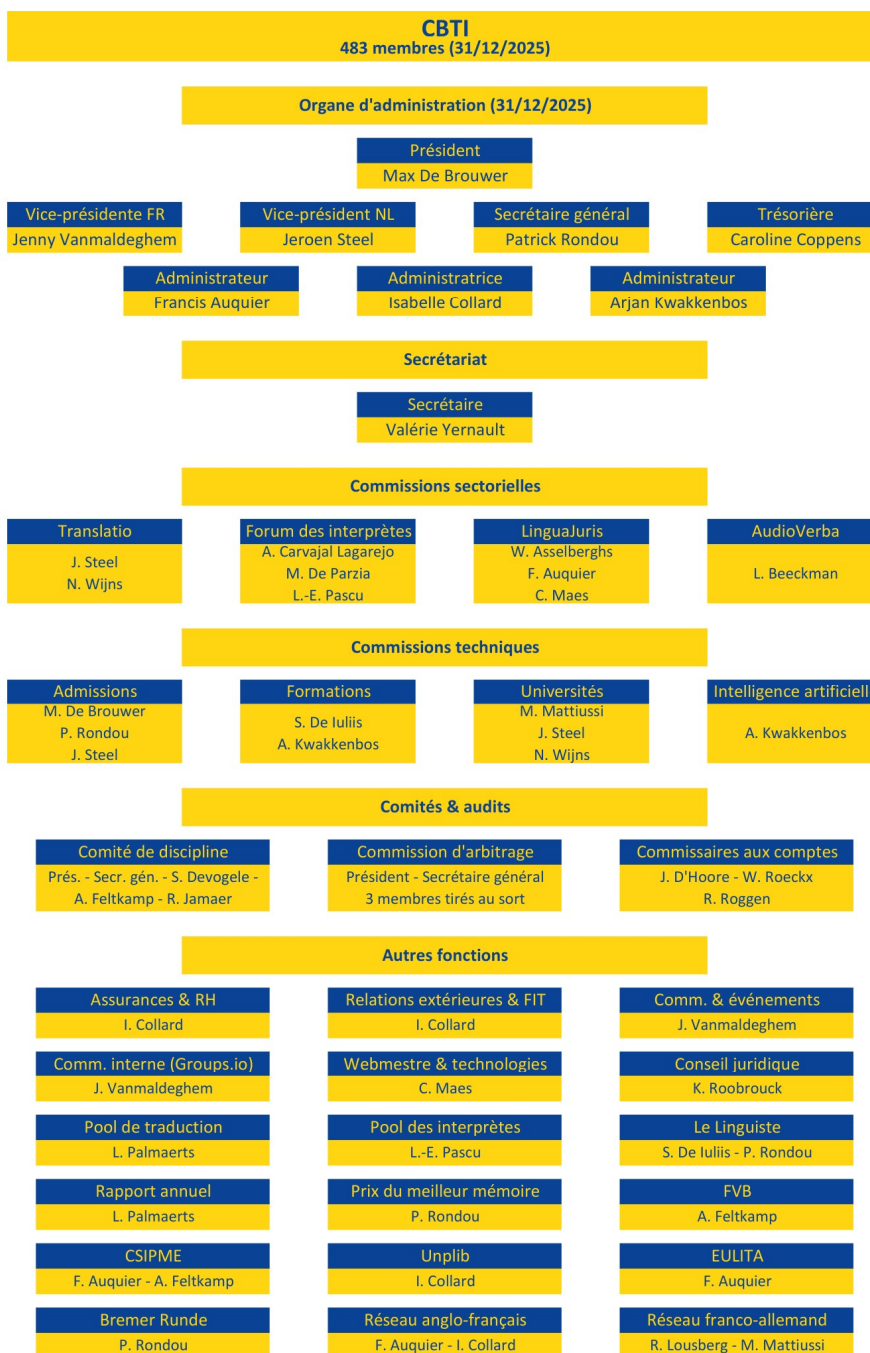 CBTI
483 membres (31/12/2025)
Organe d'administration (31/12/2025)
Président
Max De Brouwer
Vice-présidente FR
Jenny Vanmaldeghem
Vice-président NL
Jeroen Steel
Secrétaire général
Patrick Rondou
Trésorière
Caroline Coppens
Administrateur
Francis Auquier
Administratrice
Isabelle Collard
Administrateur
Arjan Kwakkenbos
Secrétariat
Secrétaire
Valérie Yernault
Commissions sectorielles
Translatio
J. Steel
N. Wijns
Forum des interprètes
A. Carvajal Lagarejo
M. De Parzia
L.-E. Pascu
LinguaJuris
W. Asselberghs
F. Auquier
C. Maes
AudioVerba
L. Beeckman
Commissions techniques
Admissions
M. De Brouwer
P. Rondou
J. Steel
Formations
S. De Iuliis
A. Kwakkenbos
Universités
M. Mattiussi
J. Steel
N. Wijns
Intelligence artificiell
A. Kwakkenbos
Comités & audits
Comité de discipline
Prés. - Secr. gén. - S. Devogele -
A. Feltkamp - R. Jamaer
Commission d'arbitrage
Président - Secrétaire général
3 membres tirés au sort
Commissaires aux comptes
J. D'Hoore - W. Roeckx
R. Roggen
Autres fonctions
Assurances & RH
I. Collard
Relations extérieures & FIT
I. Collard
Comm. & événements
J. Vanmaldeghem
Comm. interne (Groups.io)
J. Vanmaldeghem
Webmestre & technologies
C. Maes
Conseil juridique
K. Roobrouck
Pool de traduction
L. Palmaerts
Pool des interprètes
L.-E. Pascu
Le Linguiste
S. De Iuliis - P. Rondou
Rapport annuel
L. Palmaerts
Prix du meilleur mémoire
P. Rondou
FVB
A. Feltkamp
CSIPME
F. Auquier - A. Feltkamp
Unplib
I. Collard
EULITA
F. Auquier
Bremer Runde
P. Rondou
Réseau anglo-français
F. Auquier - I. Collard
Réseau franco-allemand
R. Lousberg - M. Mattiussi